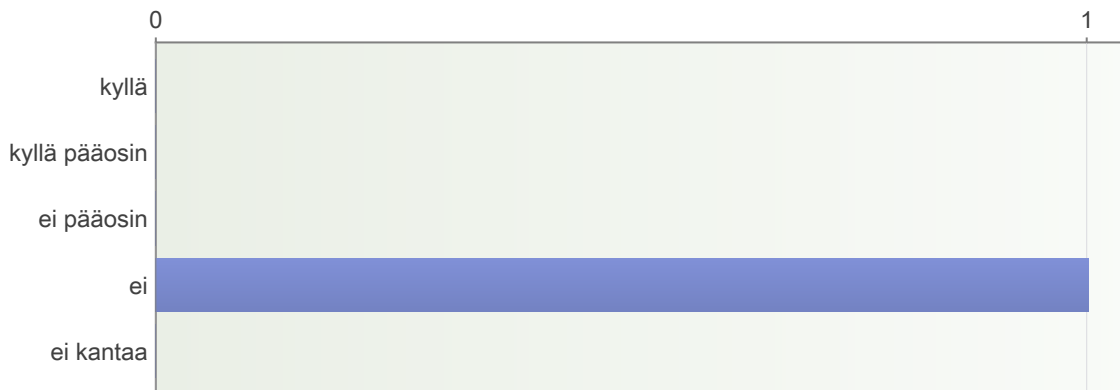 0 1
kyllä
kyllä pääosin
ei pääosin
ei
ei kantaa